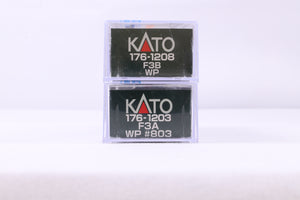 KATO
176-1208
F3B
WP
KATO
176-1203
F3A
WP #803